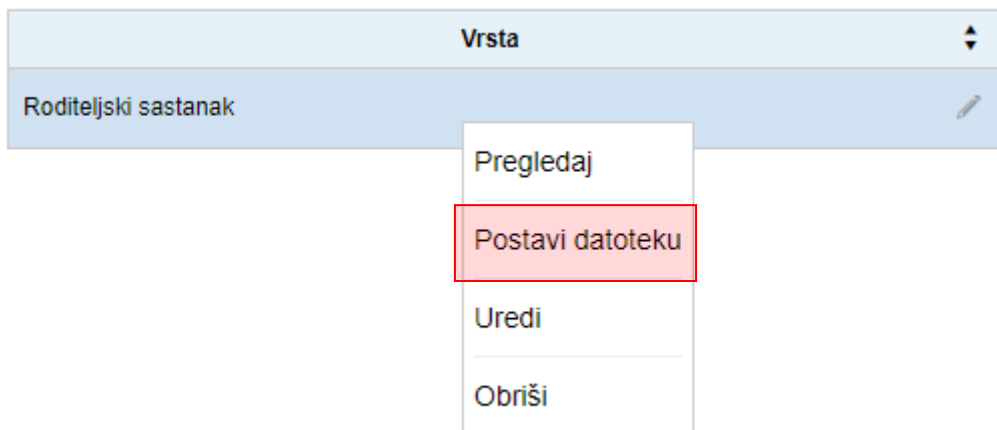 Vrsta
Roditeljski sastanak
Pregledaj
Postavi datoteku
Uredi
Obriši